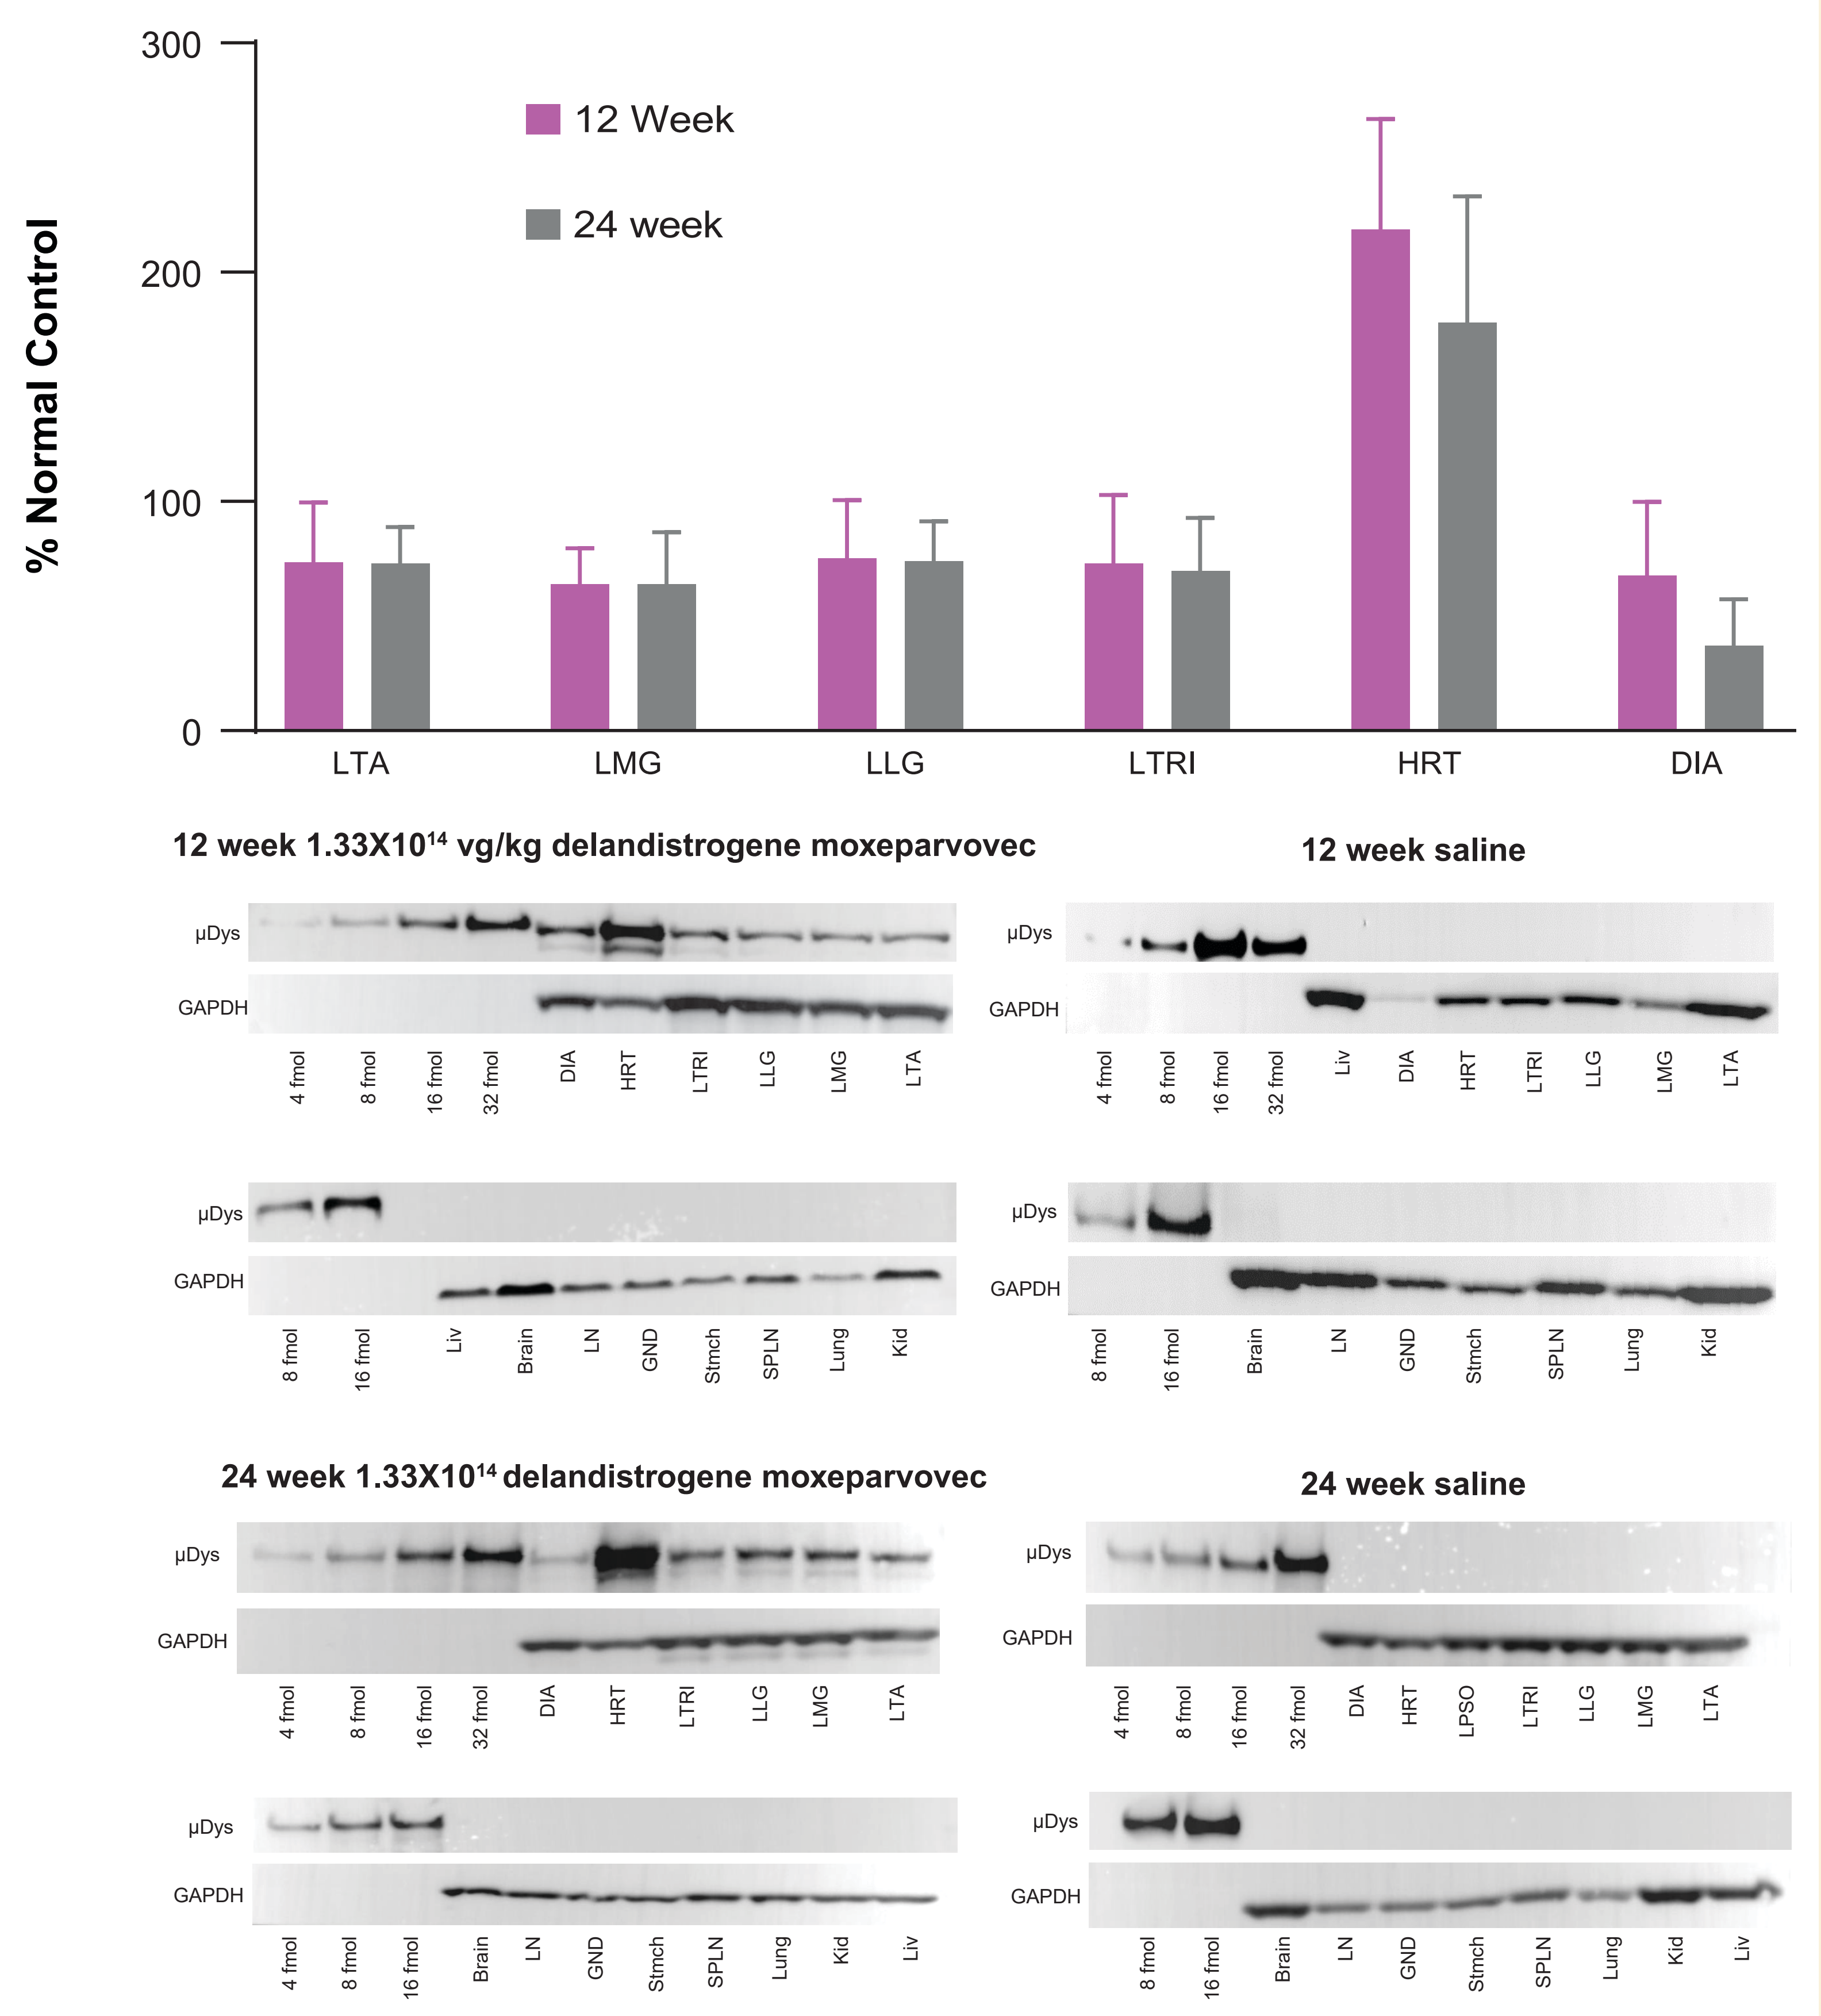 300
12 Week
24 week
200
% Normal Control
100
0
LTA LMG LLG LTRI HRT DIA
12 week 1.33X10¹⁴ vg/kg delandistrogene moxeparvovec
µDys
GAPDH
4 fmol 8 fmol 16 fmol 32 fmol DIA HRT LTRI LLG LMG LTA
12 week saline
µDys
GAPDH
4 fmol 8 fmol 16 fmol 32 fmol Liv DIA HRT LTRI LLG LMG LTA
µDys
GAPDH
8 fmol 16 fmol Liv Brain LN GND Stmch SPLN Lung Kid
µDys
GAPDH
8 fmol 16 fmol Brain LN GND Stmch SPLN Lung Kid
24 week 1.33X10¹⁴ delandistrogene moxeparvovec
µDys
GAPDH
4 fmol 8 fmol 16 fmol 32 fmol DIA HRT LTRI LLG LMG LTA
24 week saline
µDys
GAPDH
4 fmol 8 fmol 16 fmol 32 fmol DIA HRT LPSO LTRI LLG LMG LTA
µDys
GAPDH
4 fmol 8 fmol 16 fmol Brain LN GND Stmch SPLN Lung Kid Liv
µDys
GAPDH
8 fmol 16 fmol Brain LN GND Stmch SPLN Lung Kid Liv